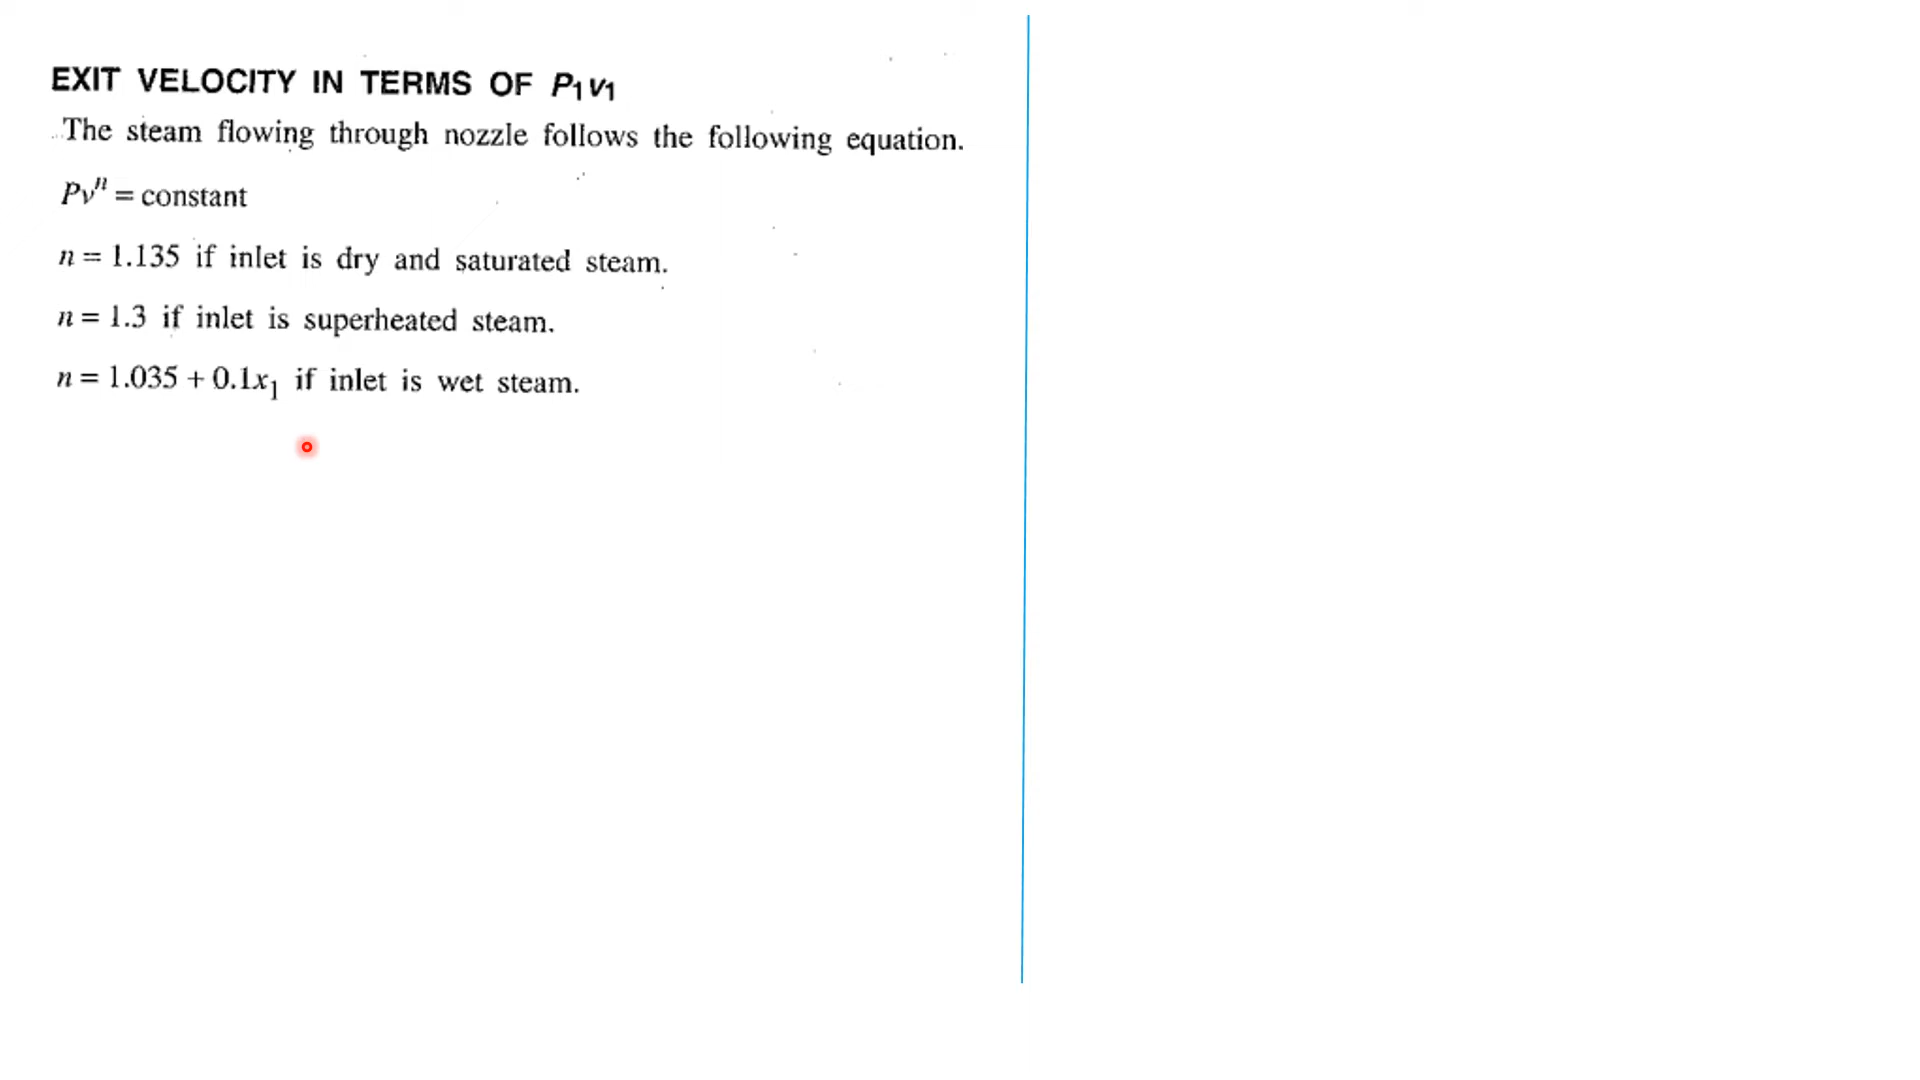 EXIT VELOCITY IN TERMS OF P₁v₁
The steam flowing through nozzle follows the following equation.
Pvⁿ = constant
n = 1.135 if inlet is dry and saturated steam.
n = 1.3 if inlet is superheated steam.
n = 1.035 + 0.1x₁ if inlet is wet steam.